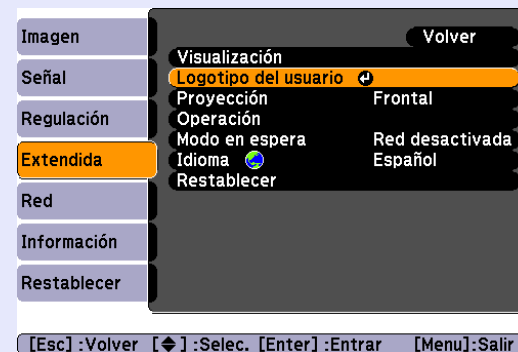 Imagen
Señal
Regulación
Extendida
Red
Información
Restablecer
Volver
Visualización
Logotipo del usuario
Proyección Frontal
Operación
Modo en espera Red desactivada
Idioma Español
Restablecer
[Esc] :Volver [◆] :Selec. [Enter] :Entrar [Menu]:Salir